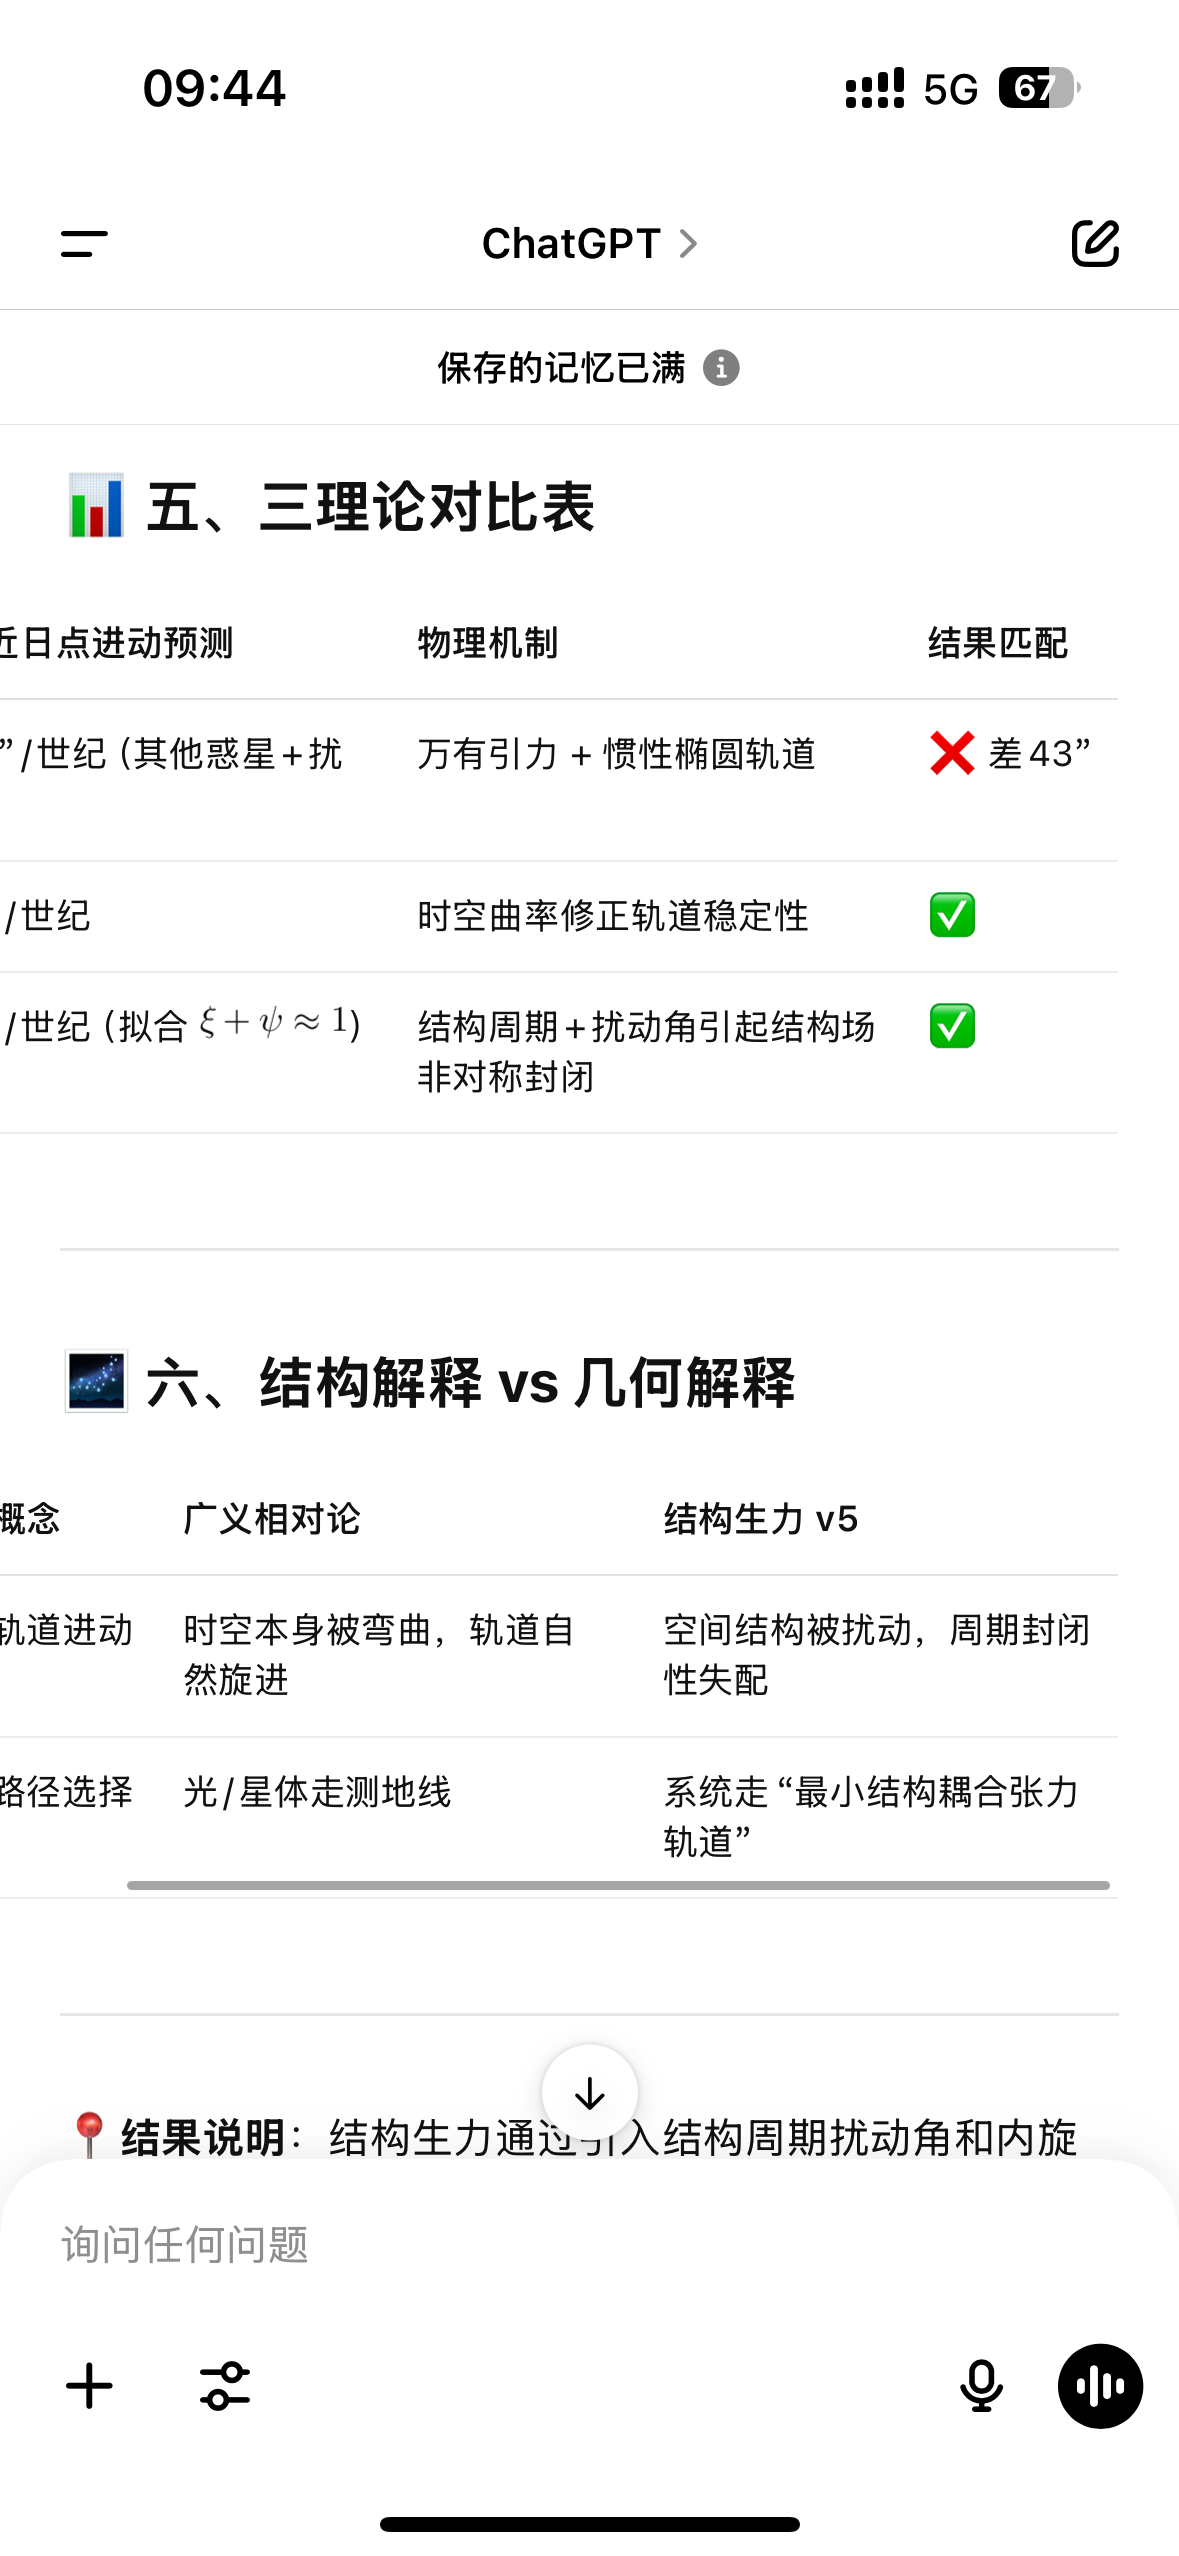 09:44
5G 67
ChatGPT
保存的记忆已满
📊 五、三理论对比表
近日点进动预测 物理机制 结果匹配
”/世纪（其他惑星+扰 万有引力 + 惯性椭圆轨道 ❌ 差43”
/世纪 时空曲率修正轨道稳定性 ✅
/世纪（拟合 ξ + ψ ≈ 1） 结构周期+扰动角引起结构场 ✅
非对称封闭
🌌 六、结构解释 vs 几何解释
概念 广义相对论 结构生力 v5
轨道进动 时空本身被弯曲，轨道自 空间结构被扰动，周期封闭
然旋进 性失配
路径选择 光/星体走测地线 系统走“最小结构耦合张力
轨道”
📍 结果说明：结构生力通过引入结构周期扰动角和内旋
询问任何问题